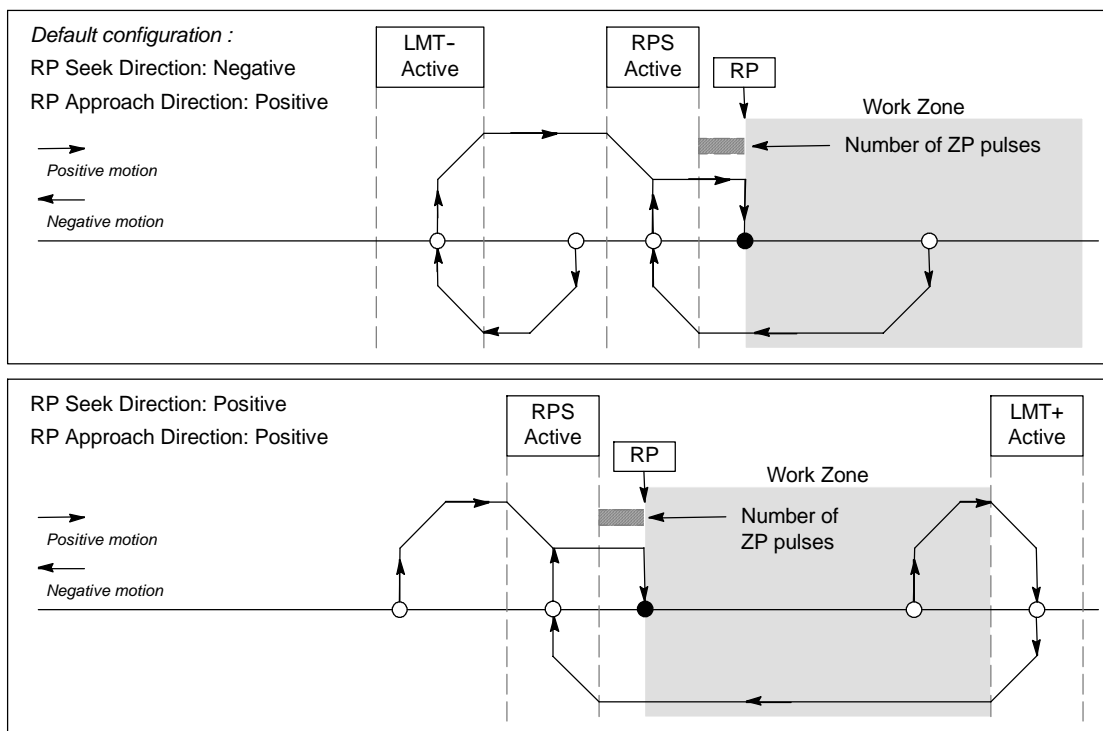 Default configuration :
RP Seek Direction: Negative
RP Approach Direction: Positive
LMT-
Active
RPS
Active
RP
Work Zone
Number of ZP pulses
Positive motion
Negative motion
RP Seek Direction: Positive
RP Approach Direction: Positive
RPS
Active
RP
LMT+
Active
Work Zone
Number of
ZP pulses
Positive motion
Negative motion